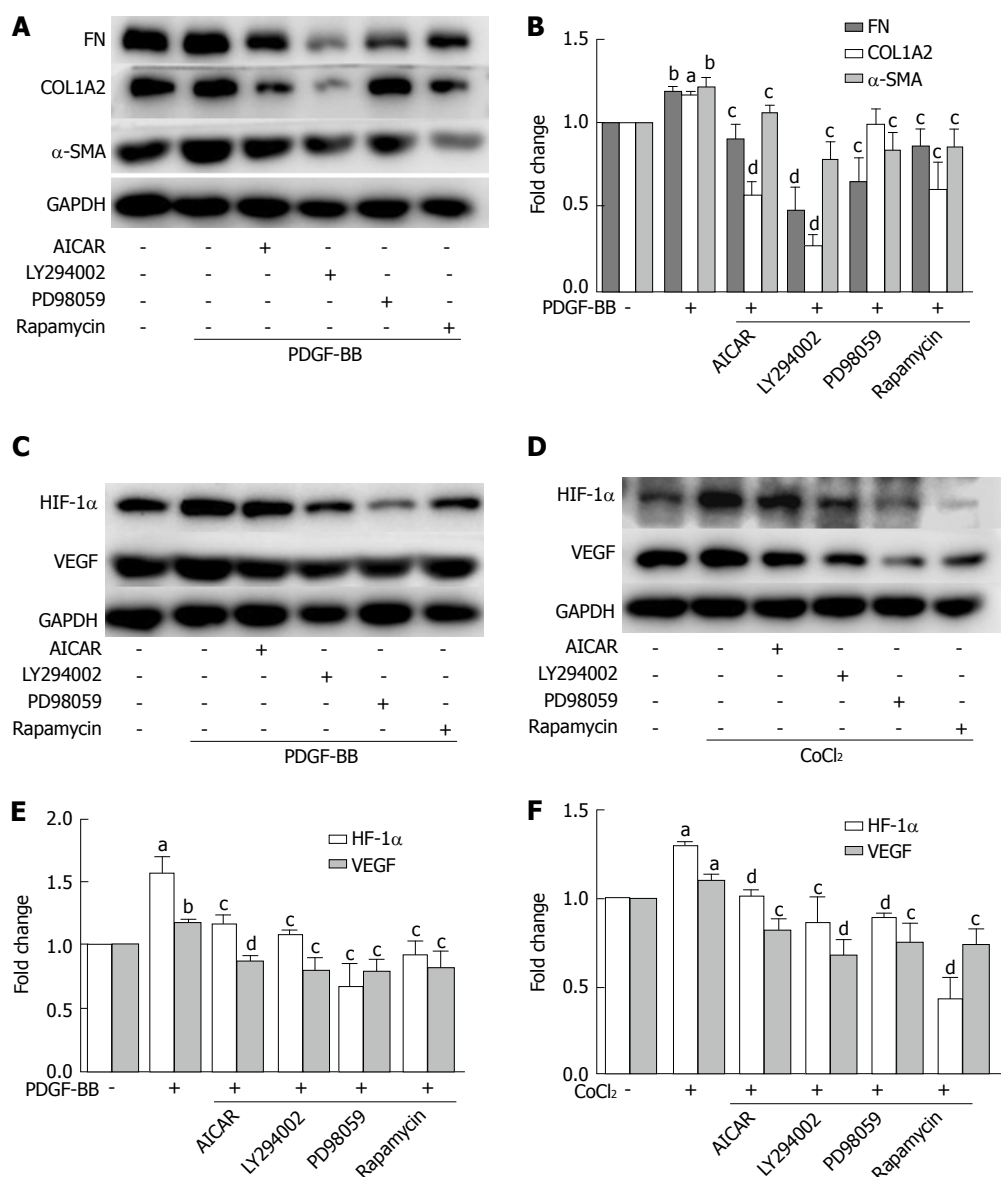 A
FN
COL1A2
α-SMA
GAPDH
AICAR - - + - - -
LY294002 - - - + - -
PD98059 - - - - + -
Rapamycin - - - - - +
PDGF-BB
B
FN
COL1A2
α-SMA
Fold change
1.5
1.0
0.5
0.0
b a b
c d c
d d c
c c
c c c
PDGF-BB - + + + + +
AICAR
LY294002
PD98059
Rapamycin
C
HIF-1α
VEGF
GAPDH
AICAR - - + - - -
LY294002 - - - + - -
PD98059 - - - - + -
Rapamycin - - - - - +
PDGF-BB
D
HIF-1α
VEGF
GAPDH
AICAR - - + - - -
LY294002 - - - + - -
PD98059 - - - - + -
Rapamycin - - - - - +
CoCl₂
E
HF-1α
VEGF
Fold change
2.0
1.5
1.0
0.5
0.0
a b
c d
c c
c c
c c
PDGF-BB - + + + + +
AICAR
LY294002
PD98059
Rapamycin
F
HF-1α
VEGF
Fold change
1.5
1.0
0.5
0.0
a a
d c
c d
d c
d c
CoCl₂ - + + + + +
AICAR
LY294002
PD98059
Rapamycin